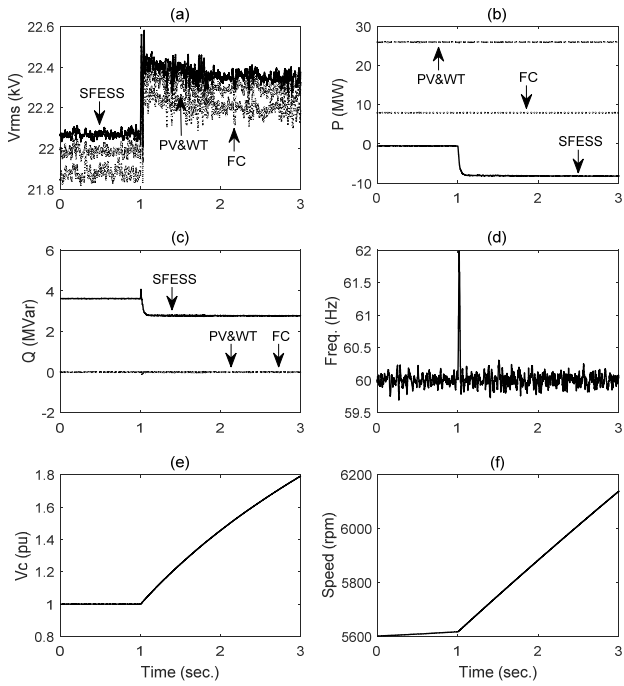 (a)
22.6
22.4
22.2
22
21.8
Vrms (kV)
SFESS
PV&WT
FC
0 1 2 3
(b)
30
20
10
0
-10
P (MW)
PV&WT
FC
SFESS
0 1 2 3
(c)
6
4
2
0
-2
Q (MVar)
SFESS
PV&WT FC
0 1 2 3
(d)
62
61.5
61
60.5
60
59.5
Freq. (Hz)
0 1 2 3
(e)
1.8
1.6
1.4
1.2
1
0.8
Vc (pu)
0 1 2 3
Time (sec.)
(f)
6200
6000
5800
5600
Speed (rpm)
0 1 2 3
Time (sec.)